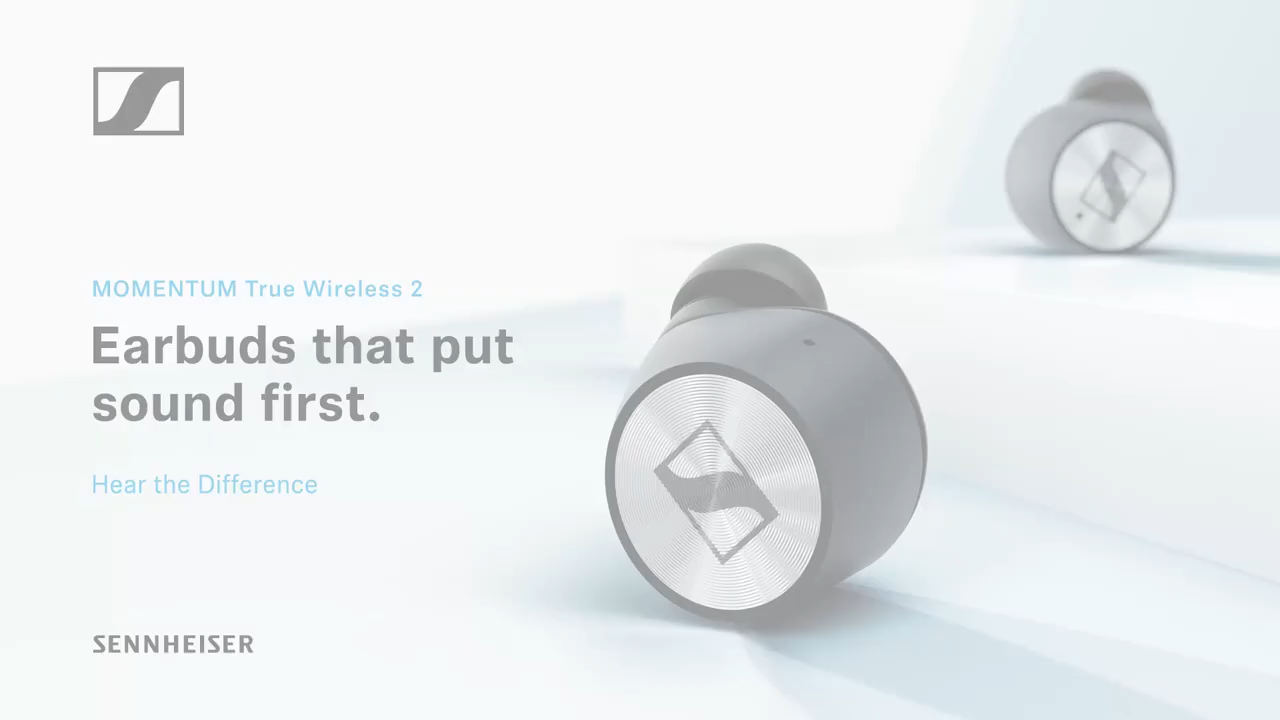 MOMENTUM True Wireless 2
Earbuds that put
sound first.
Hear the Difference
SENNHEISER